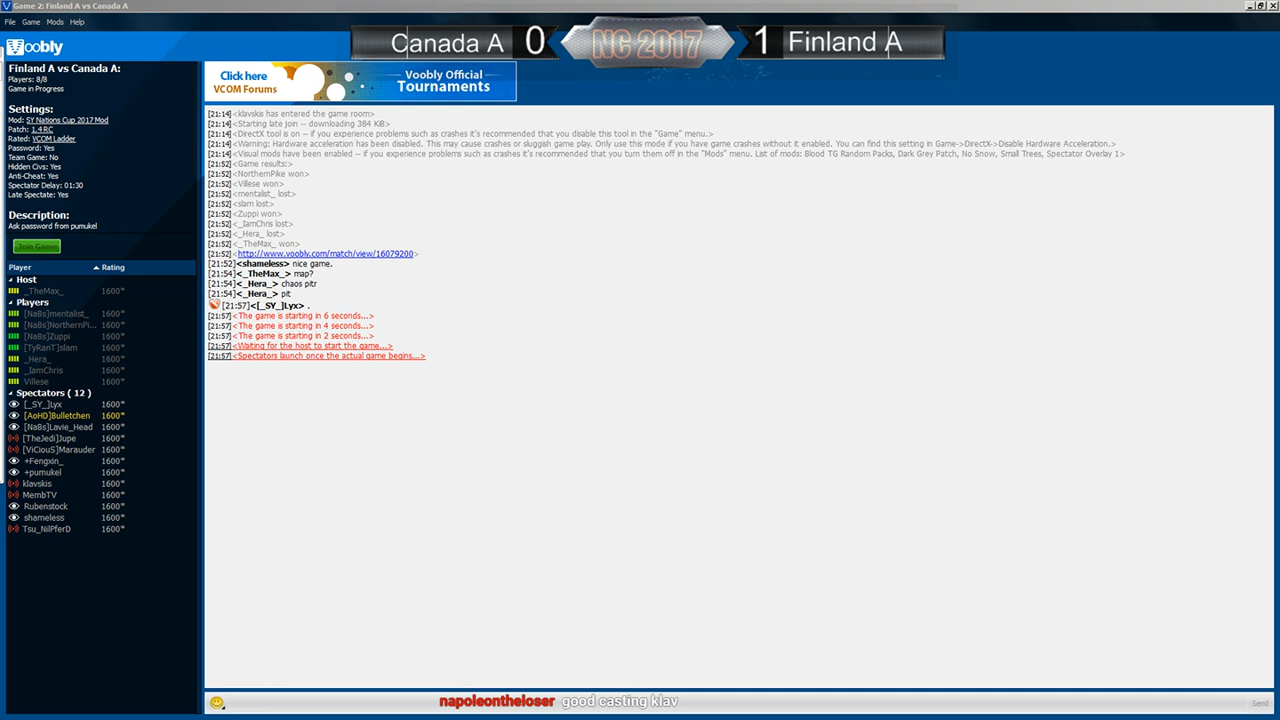 Game 2: Finland A vs Canada A
File Game Mods Help
Voobly
Canada A 0 NC 2017 1 Finland A
Finland A vs Canada A:
Players: 8/8
Game in Progress
Settings:
Mod: SY Nations Cup 2017 Mod
Patch: 1.4 RC
Rated: VCOM Ladder
Password: Yes
Team Game: No
Hidden Civs: Yes
Anti-Cheat: Yes
Spectator Delay: 01:30
Late Spectate: Yes
Description:
Ask password from pumukel
Join Game
Player Rating
Host
_TheMax_ 1600*
Players
[NaBs]mentalist_ 1600*
[NaBs]NorthernPi... 1600*
[NaBs]Zuppi 1600*
[TyRanT]slam 1600*
_Hera_ 1600*
_IamChris 1600*
Villese 1600*
Spectators ( 12 )
[_SY_]Lyx 1600*
[AoHD]Bulletchen 1600*
[NaBs]Lavie_Head 1600*
[TheJedi]Jupe 1600*
[ViCiouS]Marauder 1600*
+Fengxin_ 1600*
+pumukel 1600*
klavskis 1600*
MembTV 1600*
Rubenstock 1600*
shameless 1600*
Tsu_NilPferD 1600*
Click here
VCOM Forums
Voobly Official
Tournaments
[21:14]<klavskis has entered the game room>
[21:14]<Starting late join -- downloading 384 KiB>
[21:14]<DirectX tool is on -- if you experience problems such as crashes it's recommended that you disable this tool in the "Game" menu.>
[21:14]<Warning: Hardware acceleration has been disabled. This may cause crashes or sluggish game play. Only use this mode if you have game crashes without it enabled. You can find this setting in Game->DirectX->Disable Hardware Acceleration.>
[21:14]<Visual mods have been enabled -- if you experience problems such as crashes it's recommended that you turn them off in the "Mods" menu. List of mods: Blood TG Random Packs, Dark Grey Patch, No Snow, Small Trees, Spectator Overlay 1>
[21:52]<Game results:>
[21:52]<NorthernPike won>
[21:52]<Villese won>
[21:52]<mentalist_ lost>
[21:52]<slam lost>
[21:52]<Zuppi won>
[21:52]<_IamChris lost>
[21:52]<_Hera_ lost>
[21:52]<_TheMax_ won>
[21:52]<http://www.voobly.com/match/view/16079200>
[21:52]<shameless> nice game.
[21:54]<_TheMax_> map?
[21:54]<_Hera_> chaos pitr
[21:54]<_Hera_> pit
[21:57]<[_SY_]Lyx> .
[21:57]<The game is starting in 6 seconds...>
[21:57]<The game is starting in 4 seconds...>
[21:57]<The game is starting in 2 seconds...>
[21:57]<Waiting for the host to start the game...>
[21:57]<Spectators launch once the actual game begins...>
napoleontheloser good casting klav
Send